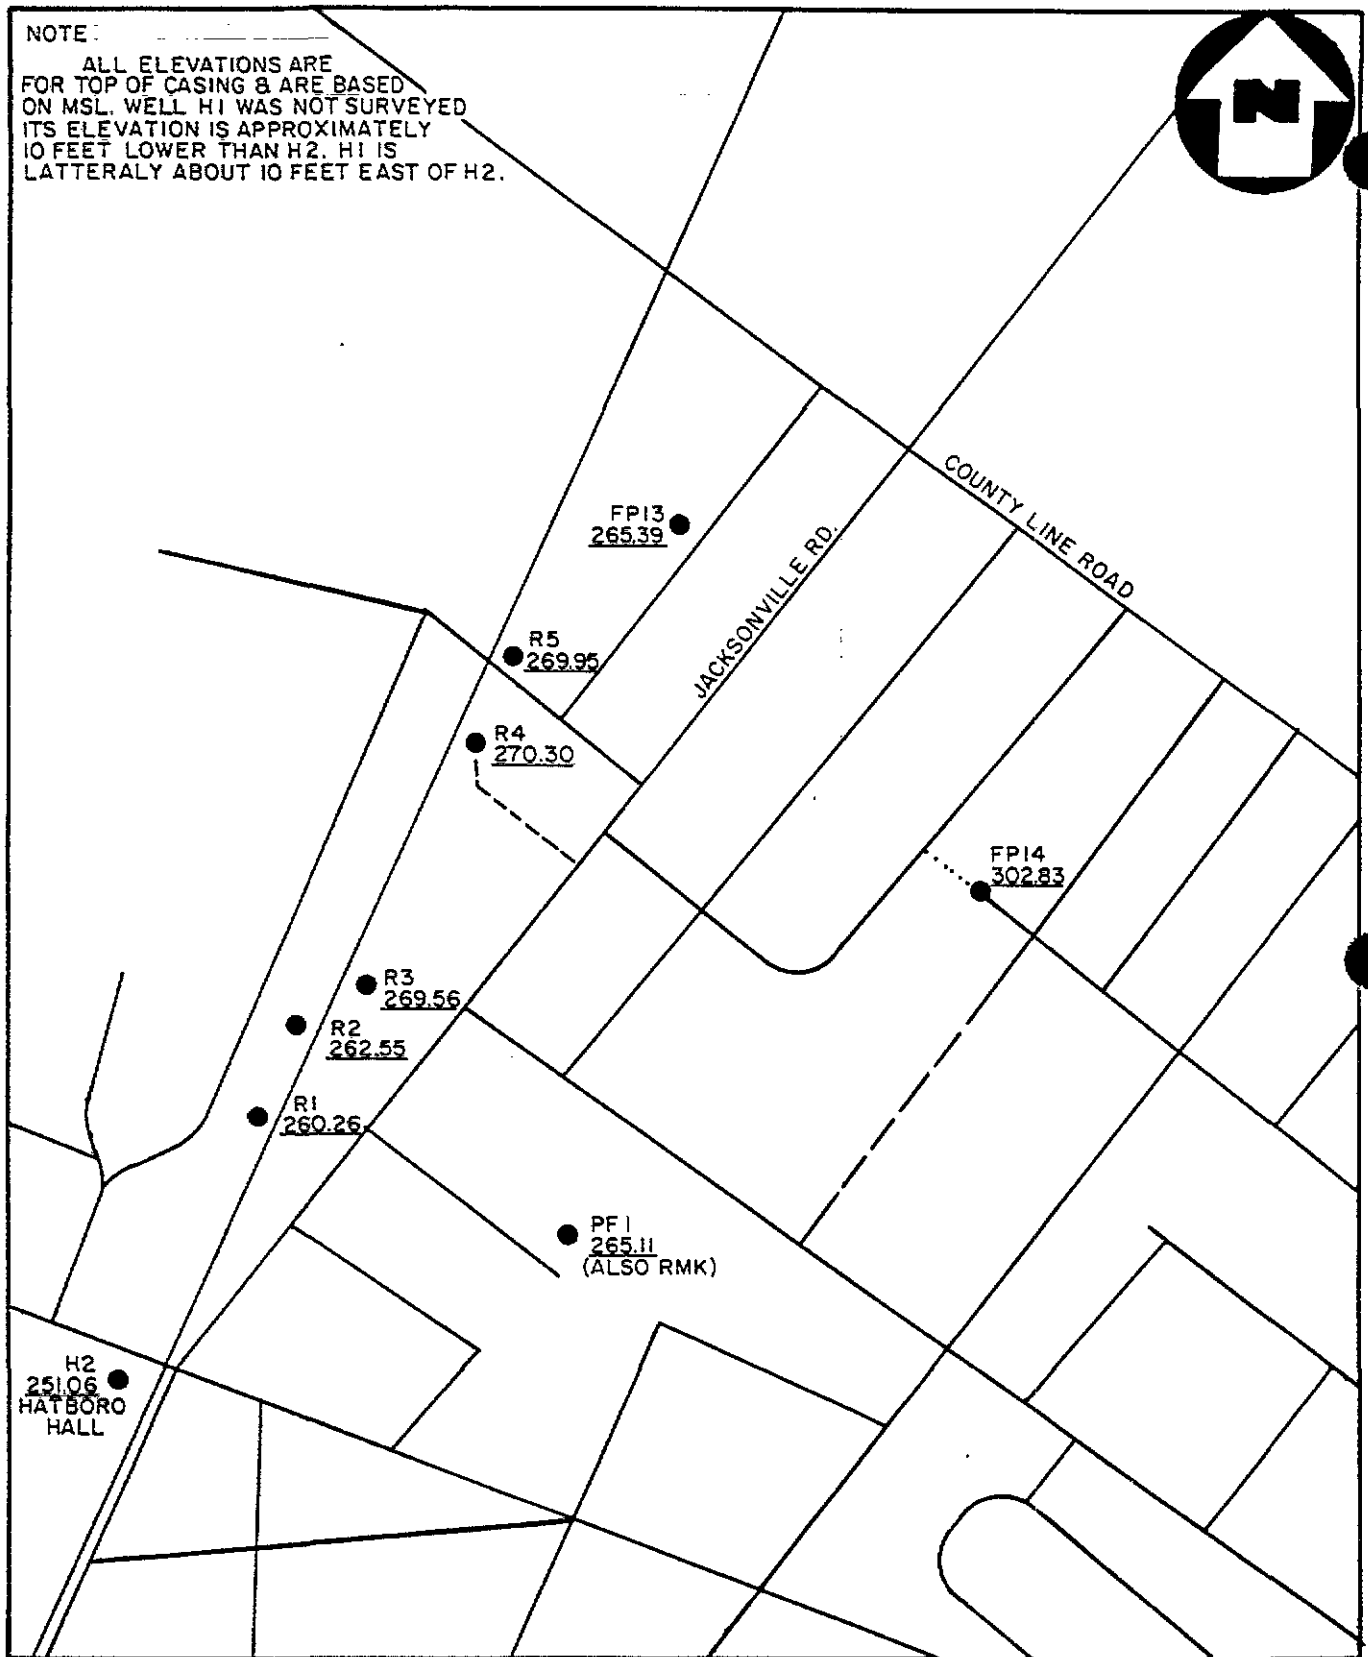 NOTE:
ALL ELEVATIONS ARE
FOR TOP OF CASING & ARE BASED
ON MSL. WELL H1 WAS NOT SURVEYED
ITS ELEVATION IS APPROXIMATELY
10 FEET LOWER THAN H2. H1 IS
LATTERALY ABOUT 10 FEET EAST OF H2.
N
COUNTY LINE ROAD
JACKSONVILLE RD.
FP13
265.39
R5
269.95
R4
270.30
FP14
302.83
R3
269.56
R2
262.55
R1
260.26
PF1
265.11
(ALSO RMK)
H2
251.06
HATBORO
HALL